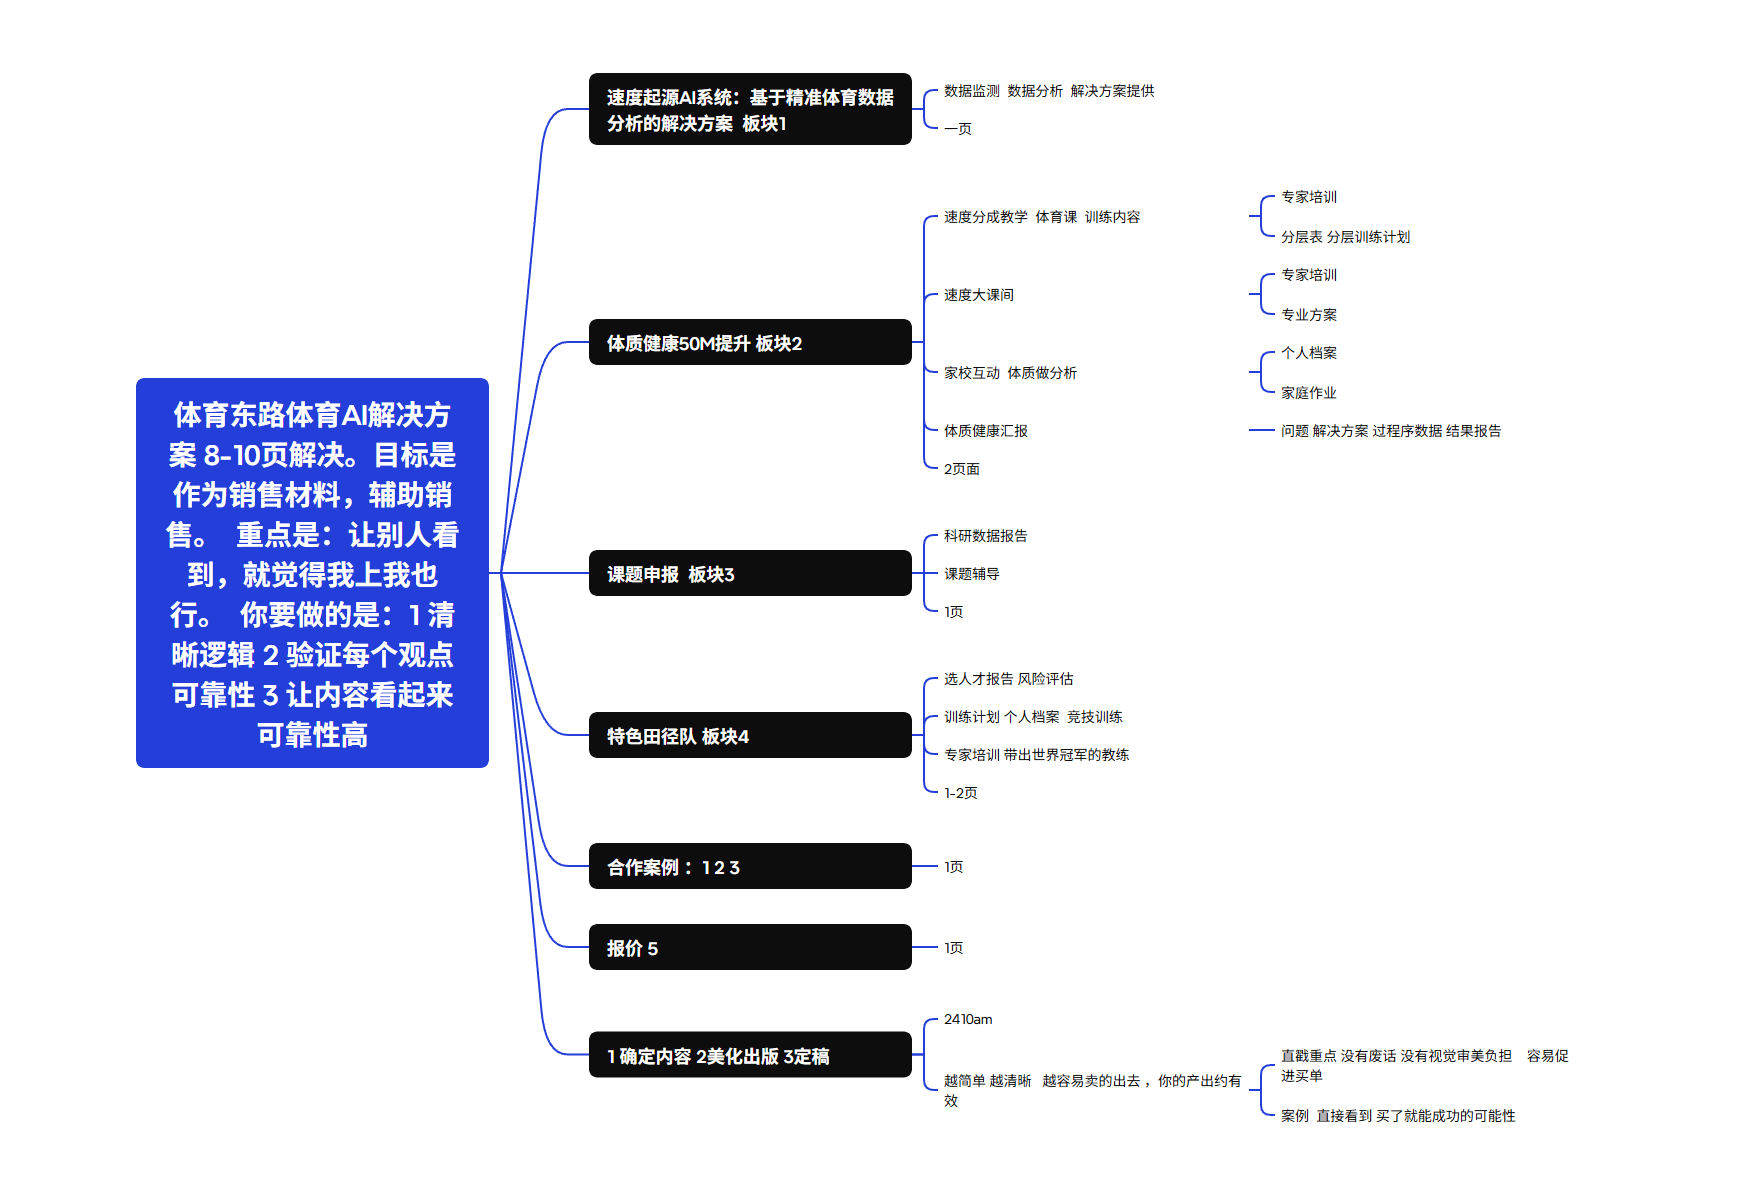 体育东路体育AI解决方
案 8-10页解决。目标是
作为销售材料，辅助销
售。 重点是：让别人看
到，就觉得我上我也
行。 你要做的是：1 清
晰逻辑 2 验证每个观点
可靠性 3 让内容看起来
可靠性高
速度起源AI系统：基于精准体育数据
分析的解决方案 板块1
数据监测 数据分析 解决方案提供
一页
体质健康50M提升 板块2
速度分成教学 体育课 训练内容
专家培训
分层表 分层训练计划
速度大课间
专家培训
专业方案
家校互动 体质做分析
个人档案
家庭作业
体质健康汇报
问题 解决方案 过程序数据 结果报告
2页面
课题申报 板块3
科研数据报告
课题辅导
1页
特色田径队 板块4
选人才报告 风险评估
训练计划 个人档案 竞技训练
专家培训 带出世界冠军的教练
1-2页
合作案例 ： 1 2 3
1页
报价 5
1页
1 确定内容 2美化出版 3定稿
2410am
越简单 越清晰 越容易卖的出去 ，你的产出约有
效
直戳重点 没有废话 没有视觉审美负担 容易促
进买单
案例 直接看到 买了就能成功的可能性